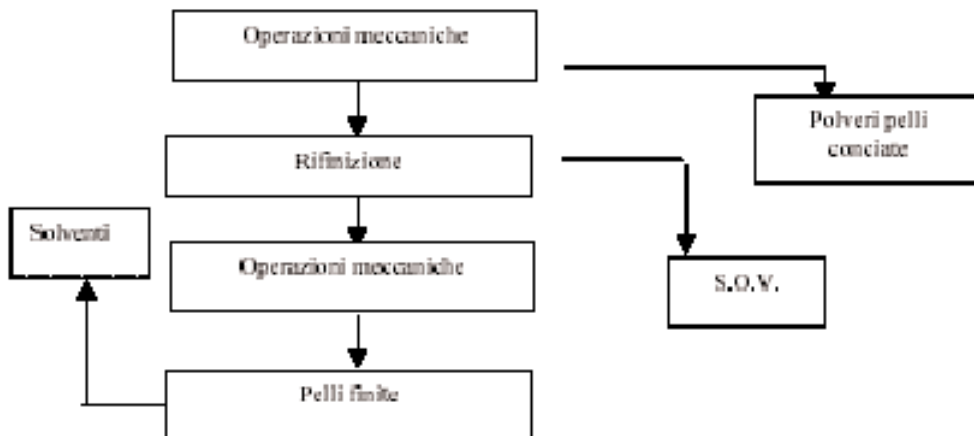 Operazioni meccaniche
Polveri pelli
conciate
Rifinizione
Solventi
Operazioni meccaniche
S.O.V.
Pelli finite